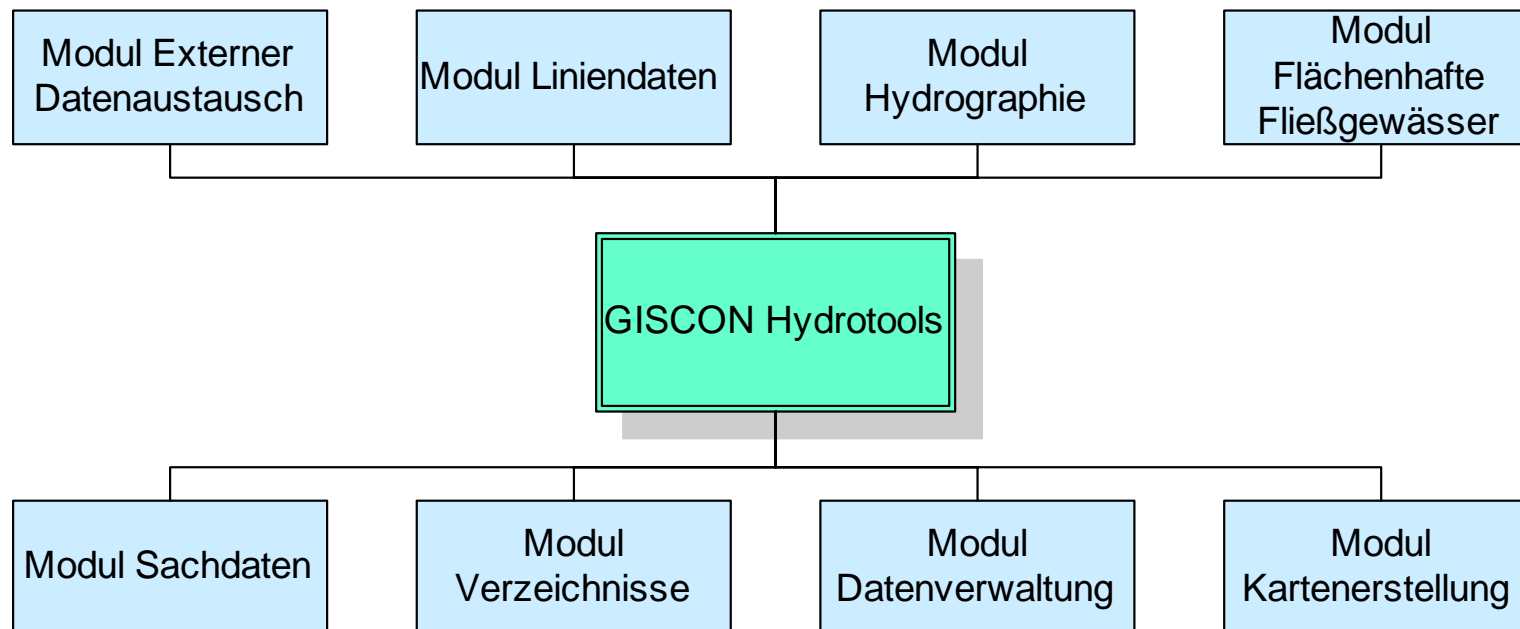 Modul Externer
Datenaustausch
Modul Liniendaten
Modul
Hydrographie
Modul
Flächenhafte
Fließgewässer
GISCON Hydrotools
Modul Sachdaten
Modul
Verzeichnisse
Modul
Datenverwaltung
Modul
Kartenerstellung